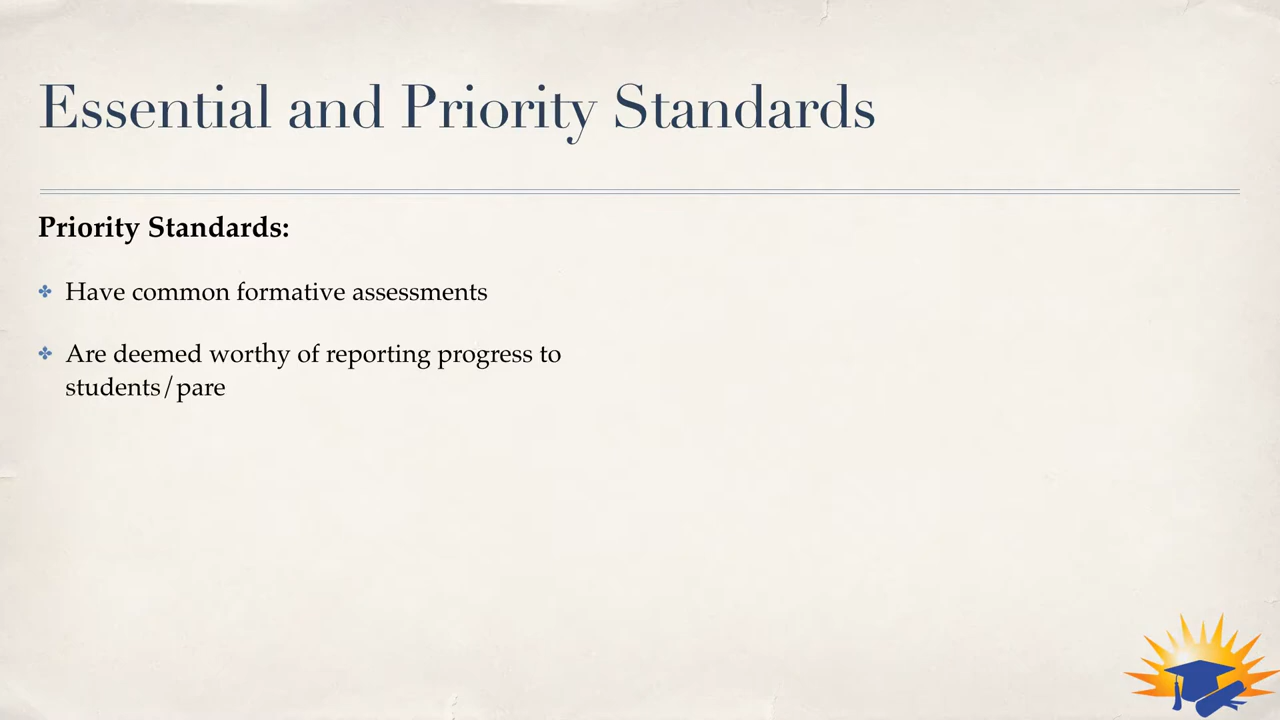 Essential and Priority Standards
Priority Standards:
Have common formative assessments
Are deemed worthy of reporting progress to
students/pare